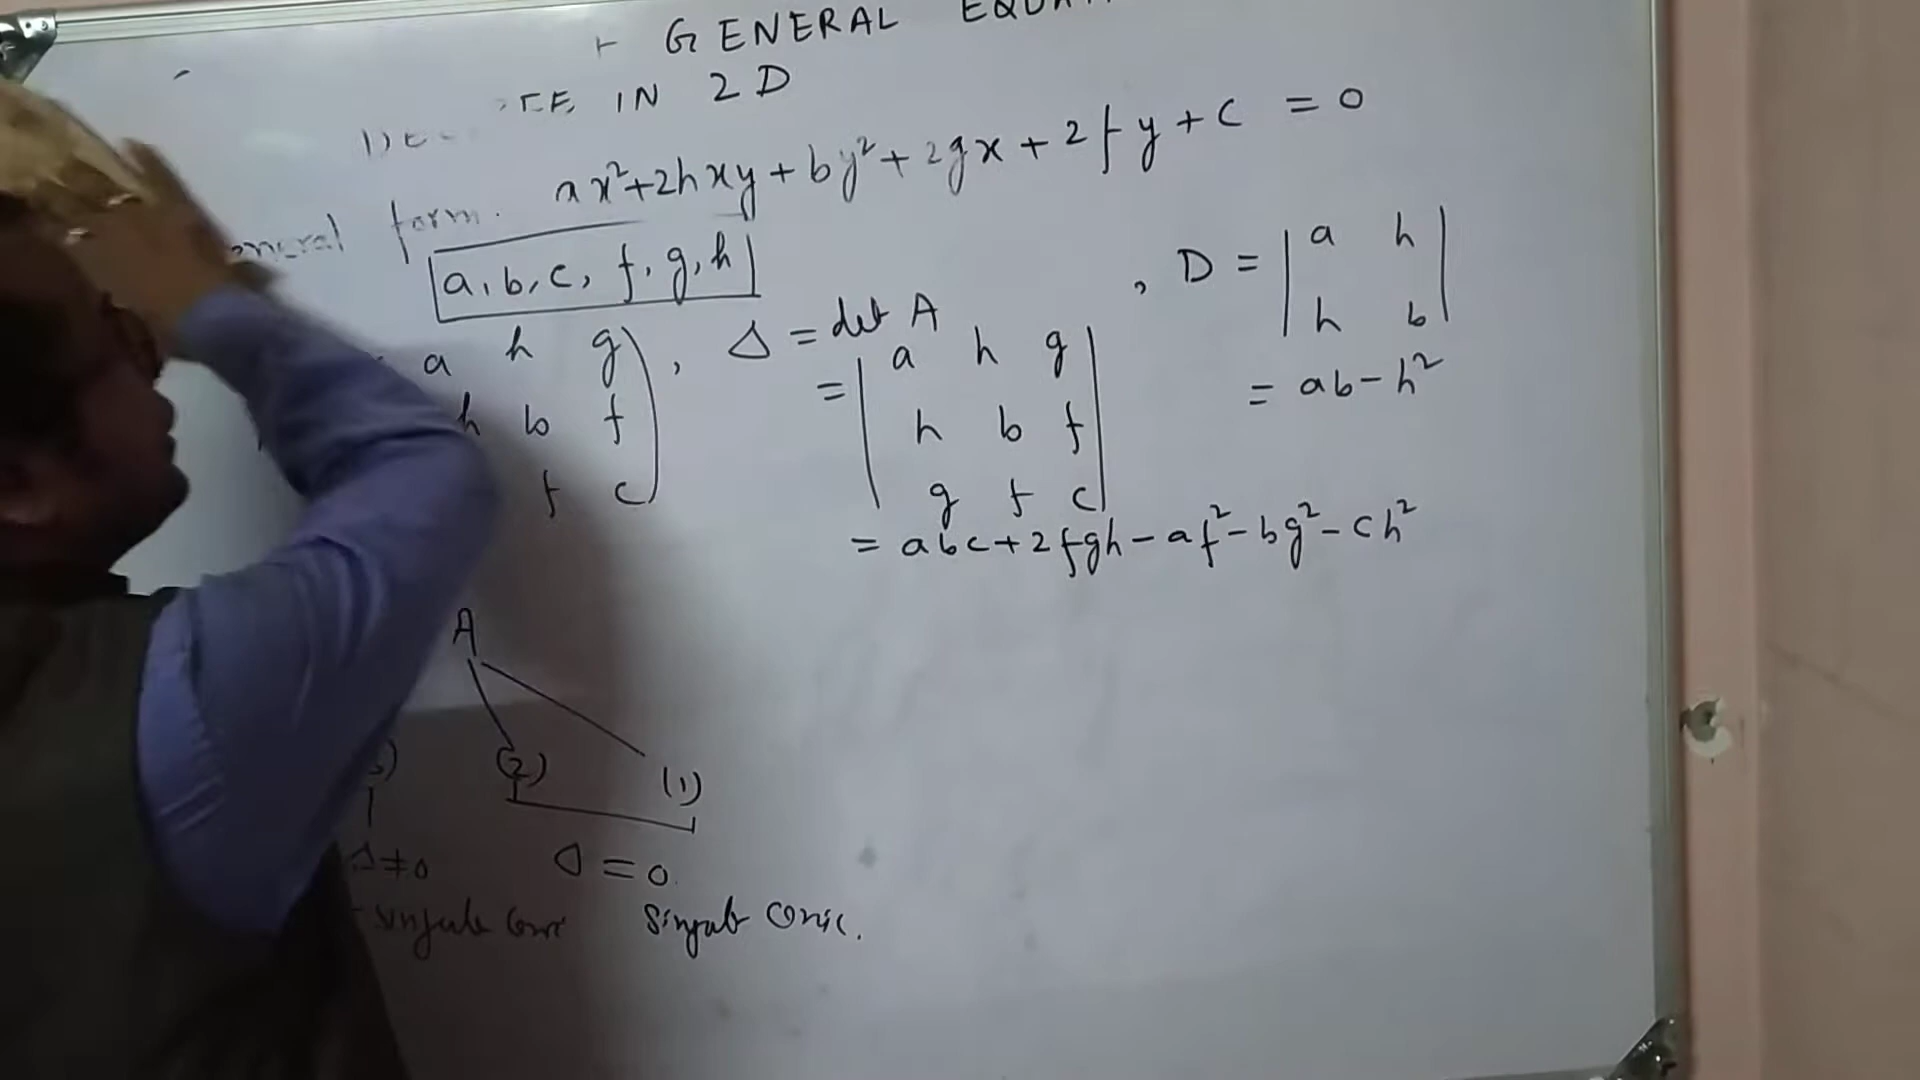 GENERAL
IN 2D
form. ax²+2hxy+by²+2gx+2fy+c = 0
a, b, c, f, g, h
, D = | a h |
| h b |
= ab-h²
a h g ) , Δ = det A
h b f
f c
= | a h g |
| h b f |
| g f c |
= abc+2fgh-af²-bg²-ch²
A
(2) (1)
Δ≠0 Δ = 0
conic.